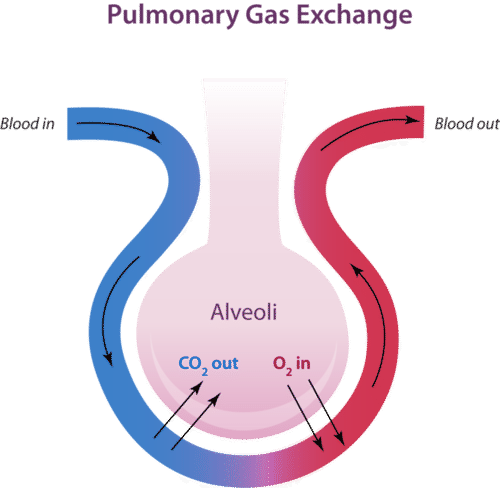 Pulmonary Gas Exchange
Blood in
Blood out
Alveoli
CO₂ out
O₂ in